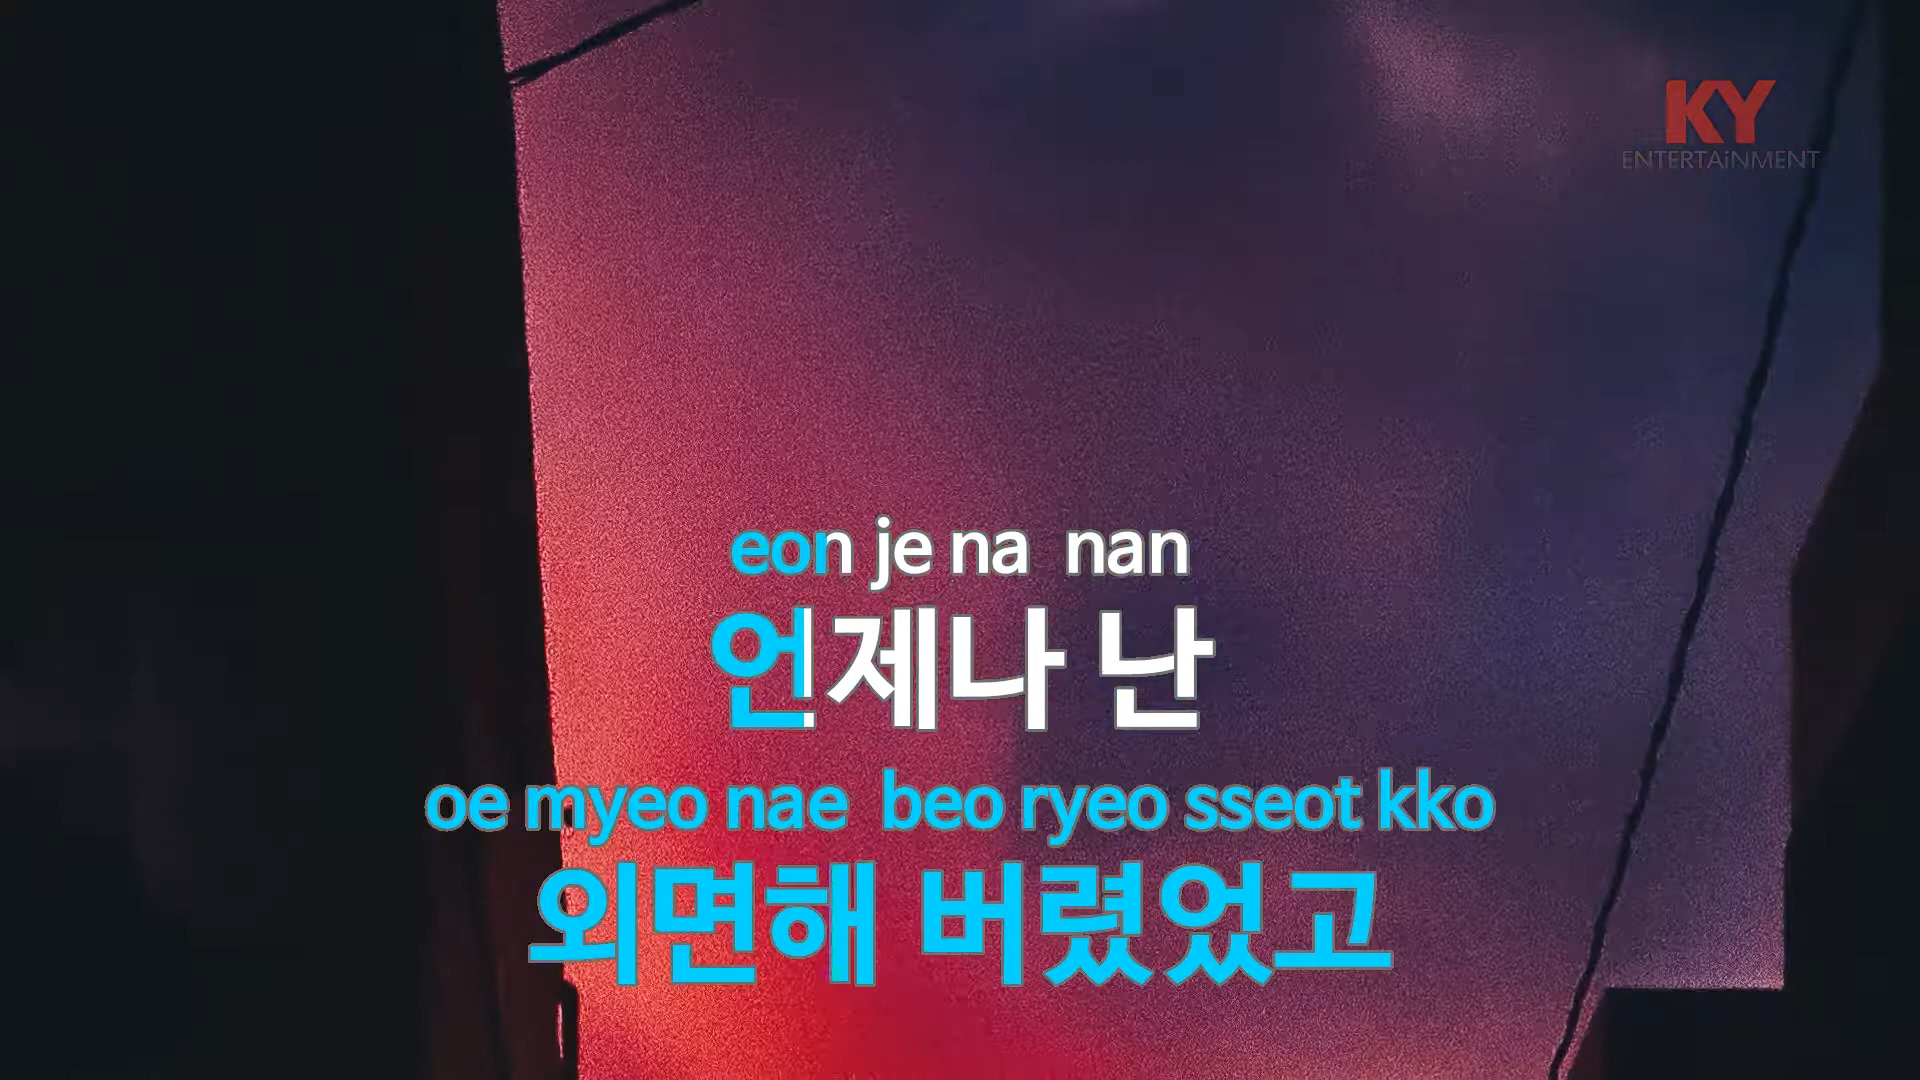 KY
ENTERTAiNMENT
eon je na nan
언제나 난
oe myeo nae beo ryeo sseot kko
외면해 버렸었고